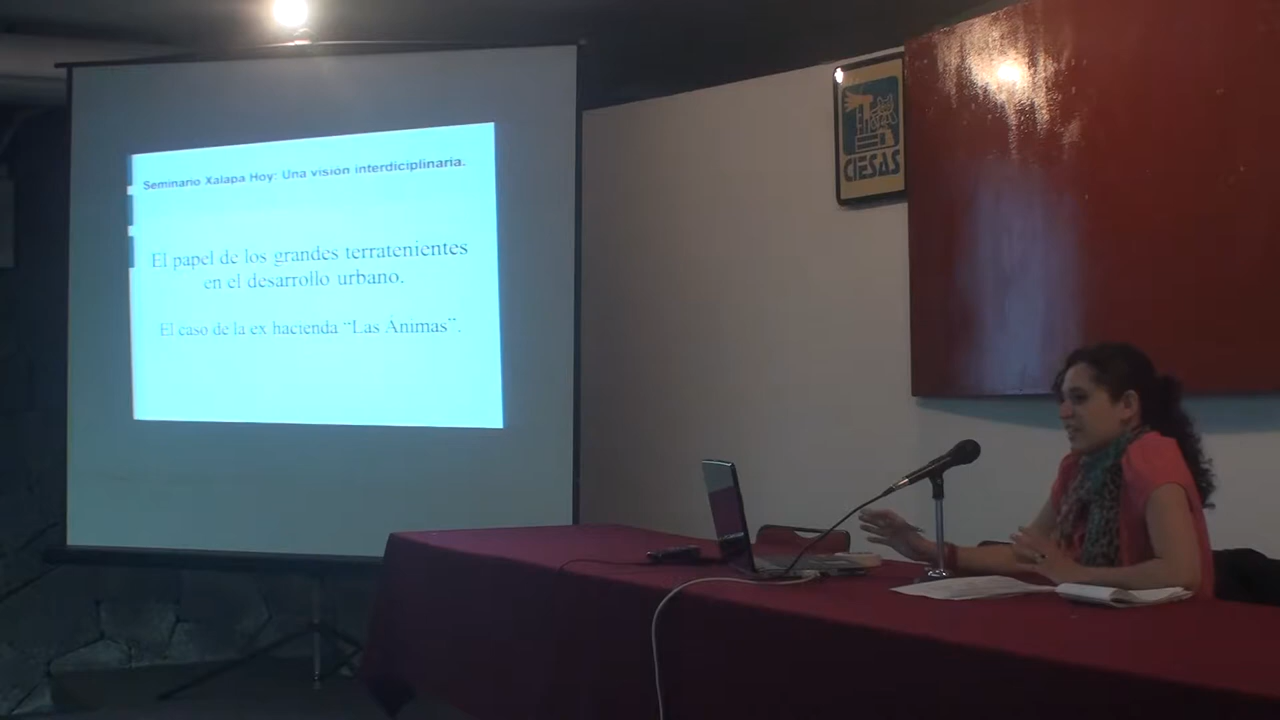 Seminario Xalapa Hoy: Una visión interdiciplinaria.
El papel de los grandes terratenientes
en el desarrollo urbano.
El caso de la ex hacienda “Las Ánimas”.
CIESAS